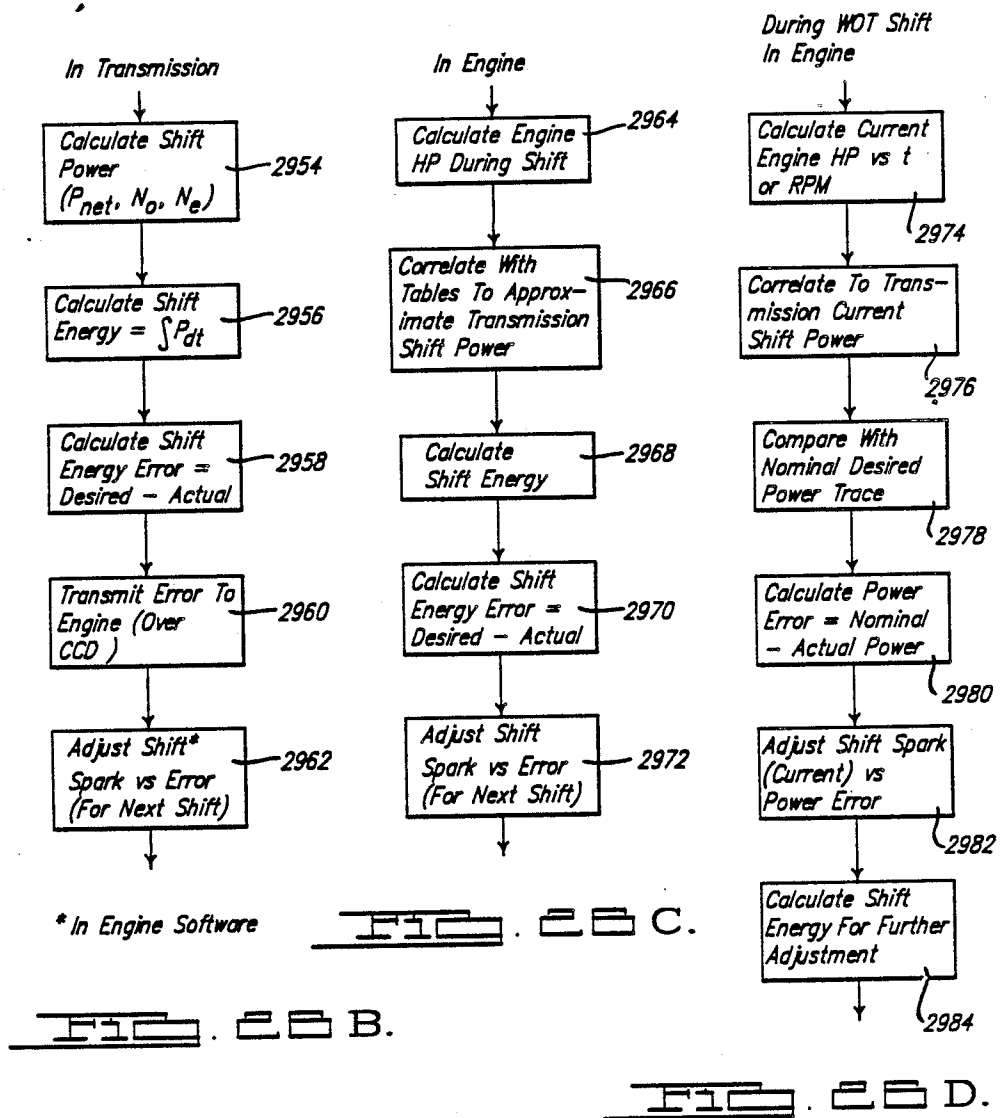 In Transmission
Calculate Shift
Power
(Pnet, No, Ne)
2954
Calculate Shift
Energy = ∫Pdt
2956
Calculate Shift
Energy Error =
Desired - Actual
2958
Transmit Error To
Engine (Over
CCD )
2960
Adjust Shift*
Spark vs Error
(For Next Shift)
2962
* In Engine Software
FIG. B.
In Engine
Calculate Engine
HP During Shift
2964
Correlate With
Tables To Approx-
imate Transmission
Shift Power
2966
Calculate
Shift Energy
2968
Calculate Shift
Energy Error =
Desired - Actual
2970
Adjust Shift
Spark vs Error
(For Next Shift)
2972
FIG. C.
During WOT Shift
In Engine
Calculate Current
Engine HP vs t
or RPM
2974
Correlate To Trans-
mission Current
Shift Power
2976
Compare With
Nominal Desired
Power Trace
2978
Calculate Power
Error = Nominal
- Actual Power
2980
Adjust Shift Spark
(Current) vs
Power Error
2982
Calculate Shift
Energy For Further
Adjustment
2984
FIG. D.